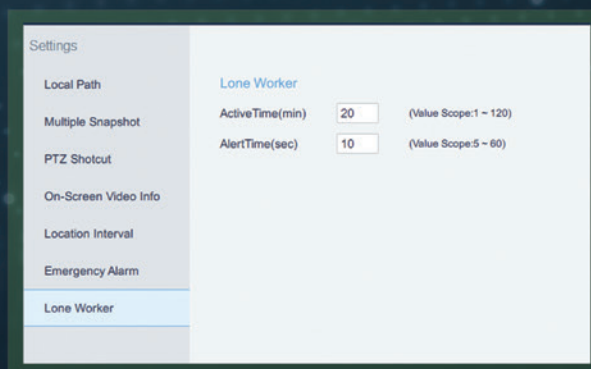 Settings
Local Path
Multiple Snapshot
PTZ Shotcut
On-Screen Video Info
Location Interval
Emergency Alarm
Lone Worker
Lone Worker
ActiveTime(min) 20 (Value Scope:1 ~ 120)
AlertTime(sec) 10 (Value Scope:5 ~ 60)